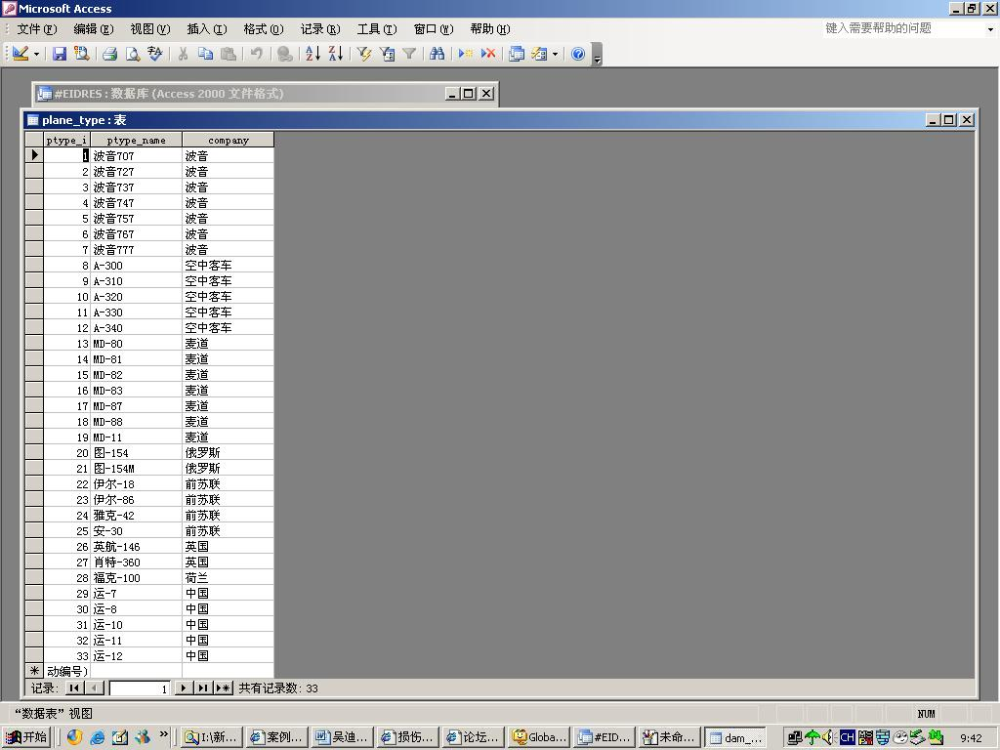 Microsoft Access
文件(F) 编辑(E) 视图(V) 插入(I) 格式(O) 记录(R) 工具(T) 窗口(W) 帮助(H) 键入需要帮助的问题
#EIDRES : 数据库 (Access 2000 文件格式)
plane_type : 表
ptype_i ptype_name company
1 波音707 波音
2 波音727 波音
3 波音737 波音
4 波音747 波音
5 波音757 波音
6 波音767 波音
7 波音777 波音
8 A-300 空中客车
9 A-310 空中客车
10 A-320 空中客车
11 A-330 空中客车
12 A-340 空中客车
13 MD-80 麦道
14 MD-81 麦道
15 MD-82 麦道
16 MD-83 麦道
17 MD-87 麦道
18 MD-88 麦道
19 MD-11 麦道
20 图-154 俄罗斯
21 图-154M 俄罗斯
22 伊尔-18 前苏联
23 伊尔-86 前苏联
24 雅克-42 前苏联
25 安-30 前苏联
26 英航-146 英国
27 肖特-360 英国
28 福克-100 荷兰
29 运-7 中国
30 运-8 中国
31 运-10 中国
32 运-11 中国
33 运-12 中国
动编号)
记录: 1 共有记录数: 33
“数据表”视图 NUM
开始 I:\新... 案例... 吴迪... 损伤... 论坛... Globa... #EID... 未命... dam_... CH 9:42